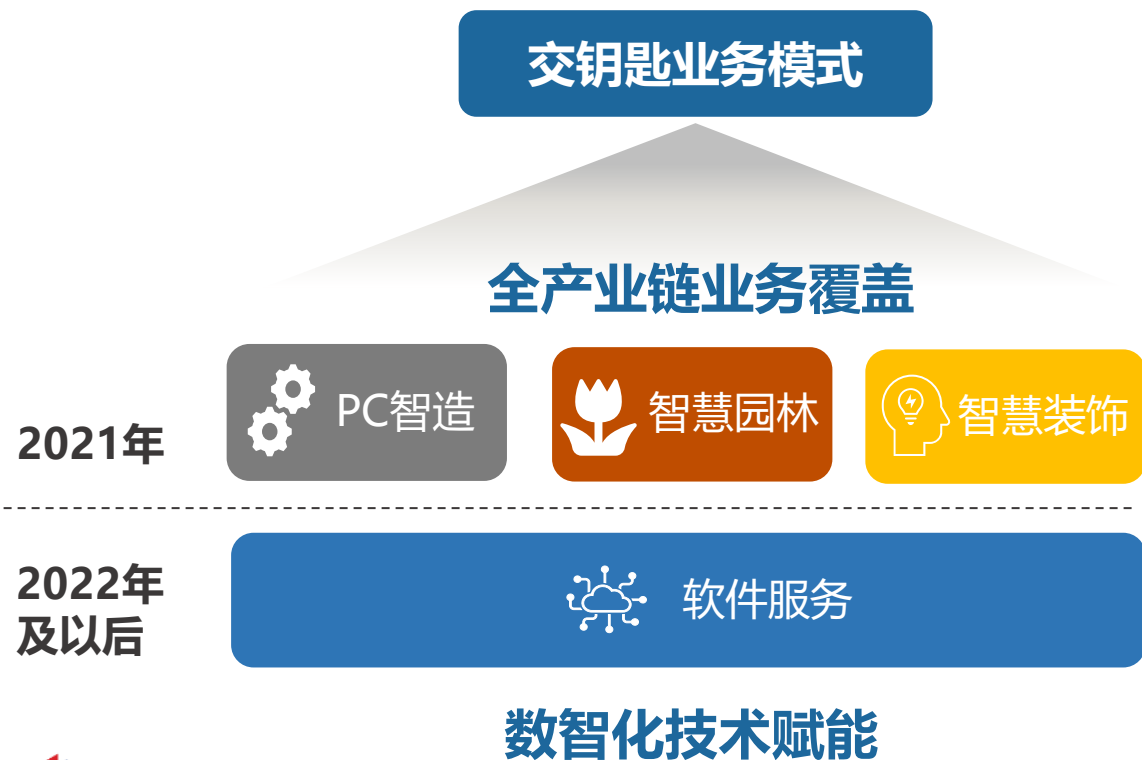 交钥匙业务模式
全产业链业务覆盖
2021年
PC智造
智慧园林
智慧装饰
2022年
及以后
软件服务
数智化技术赋能